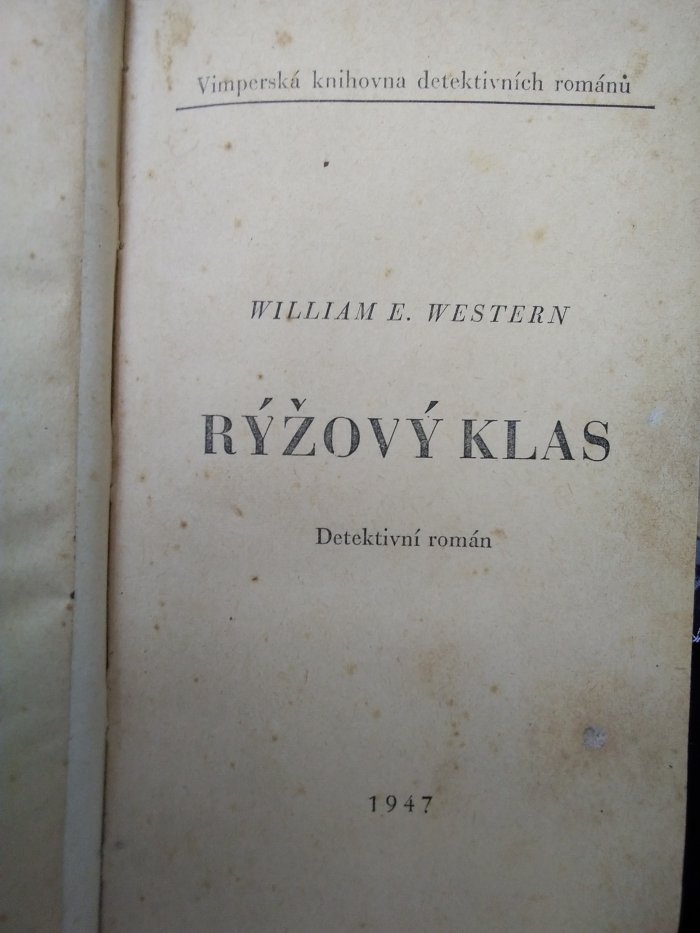 Vimperská knihovna detektivních románů
WILLIAM E. WESTERN
RÝŽOVÝ KLAS
Detektivní román
1947